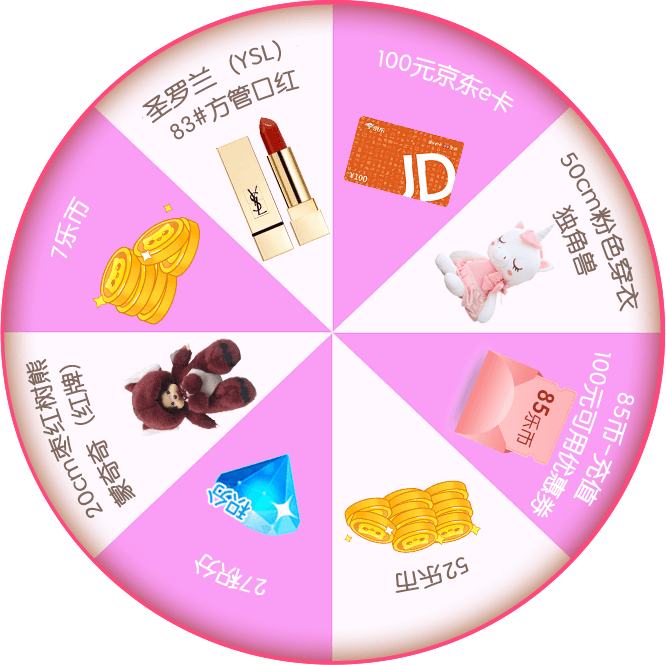 100元京东e卡
京东
¥100
JD
50cm粉色穿衣
独角兽
85币-充值
100元可用优惠券
85乐币
52乐币
27积分
积分
20cm枣红树熊
蒙奇奇（红牌）
7乐币
圣罗兰（YSL）
83#方管口红
YSL